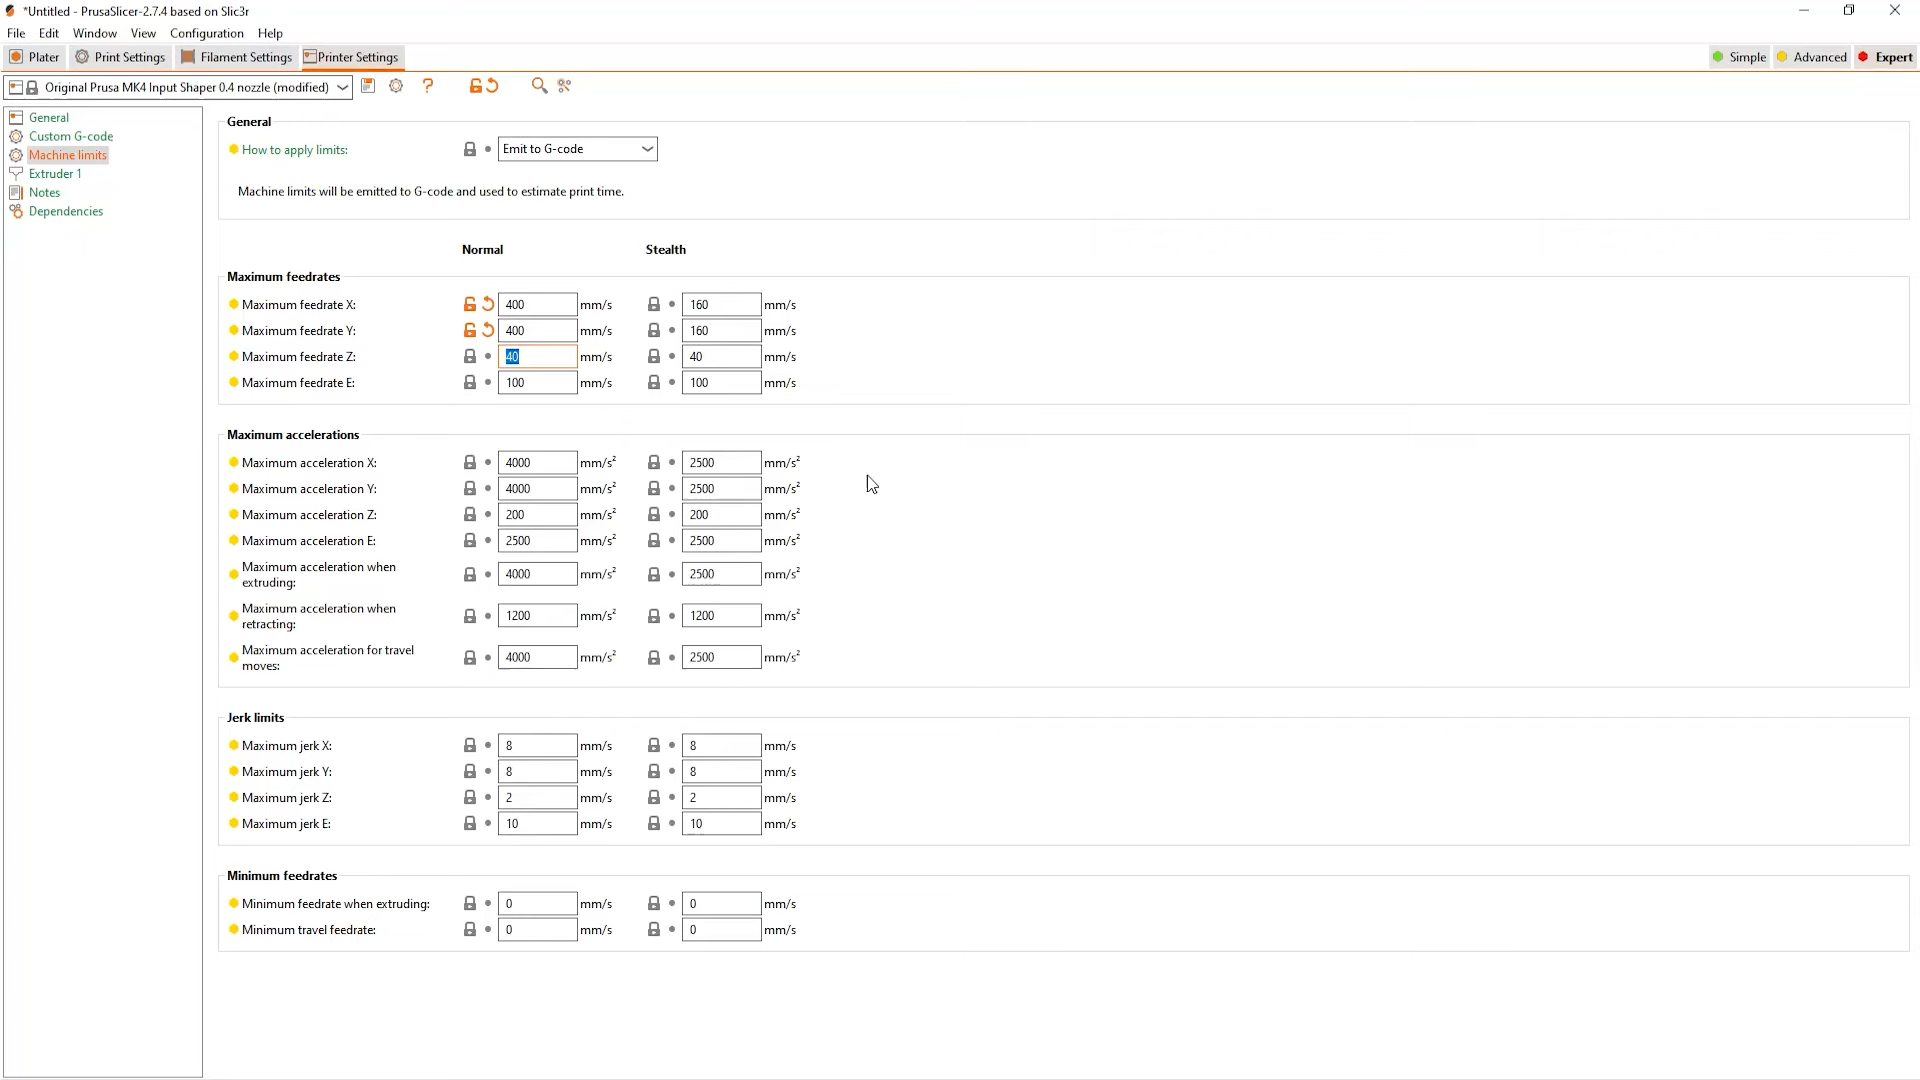 *Untitled - PrusaSlicer-2.7.4 based on Slic3r
File Edit Window View Configuration Help
Plater Print Settings Filament Settings Printer Settings Simple Advanced Expert
Original Prusa MK4 Input Shaper 0.4 nozzle (modified) ?
General
Custom G-code
Machine limits
Extruder 1
Notes
Dependencies
General
How to apply limits: Emit to G-code
Machine limits will be emitted to G-code and used to estimate print time.
Normal Stealth
Maximum feedrates
Maximum feedrate X: 400 mm/s 160 mm/s
Maximum feedrate Y: 400 mm/s 160 mm/s
Maximum feedrate Z: 40 mm/s 40 mm/s
Maximum feedrate E: 100 mm/s 100 mm/s
Maximum accelerations
Maximum acceleration X: 4000 mm/s² 2500 mm/s²
Maximum acceleration Y: 4000 mm/s² 2500 mm/s²
Maximum acceleration Z: 200 mm/s² 200 mm/s²
Maximum acceleration E: 2500 mm/s² 2500 mm/s²
Maximum acceleration when
extruding: 4000 mm/s² 2500 mm/s²
Maximum acceleration when
retracting: 1200 mm/s² 1200 mm/s²
Maximum acceleration for travel
moves: 4000 mm/s² 2500 mm/s²
Jerk limits
Maximum jerk X: 8 mm/s 8 mm/s
Maximum jerk Y: 8 mm/s 8 mm/s
Maximum jerk Z: 2 mm/s 2 mm/s
Maximum jerk E: 10 mm/s 10 mm/s
Minimum feedrates
Minimum feedrate when extruding: 0 mm/s 0 mm/s
Minimum travel feedrate: 0 mm/s 0 mm/s